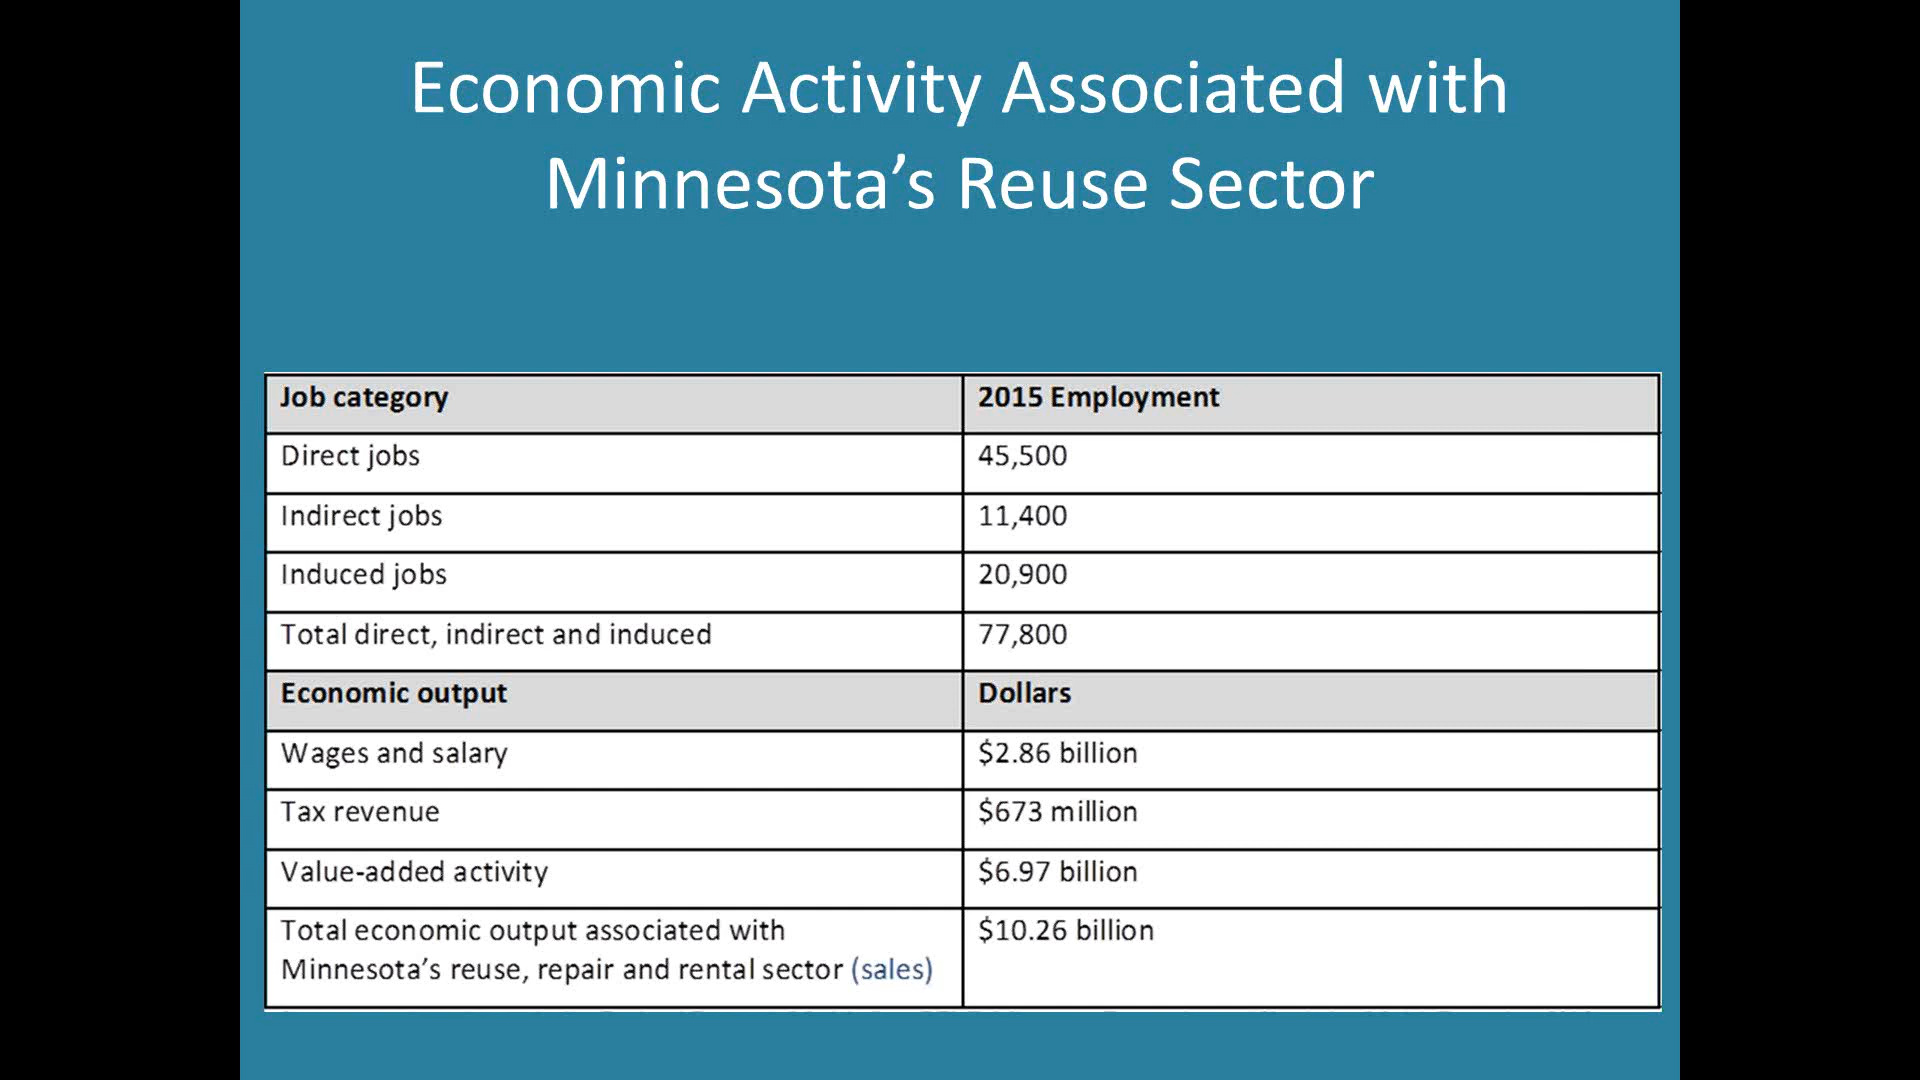 Economic Activity Associated with
Minnesota’s Reuse Sector
Job category 2015 Employment
Direct jobs 45,500
Indirect jobs 11,400
Induced jobs 20,900
Total direct, indirect and induced 77,800
Economic output Dollars
Wages and salary $2.86 billion
Tax revenue $673 million
Value-added activity $6.97 billion
Total economic output associated with $10.26 billion
Minnesota’s reuse, repair and rental sector (sales)